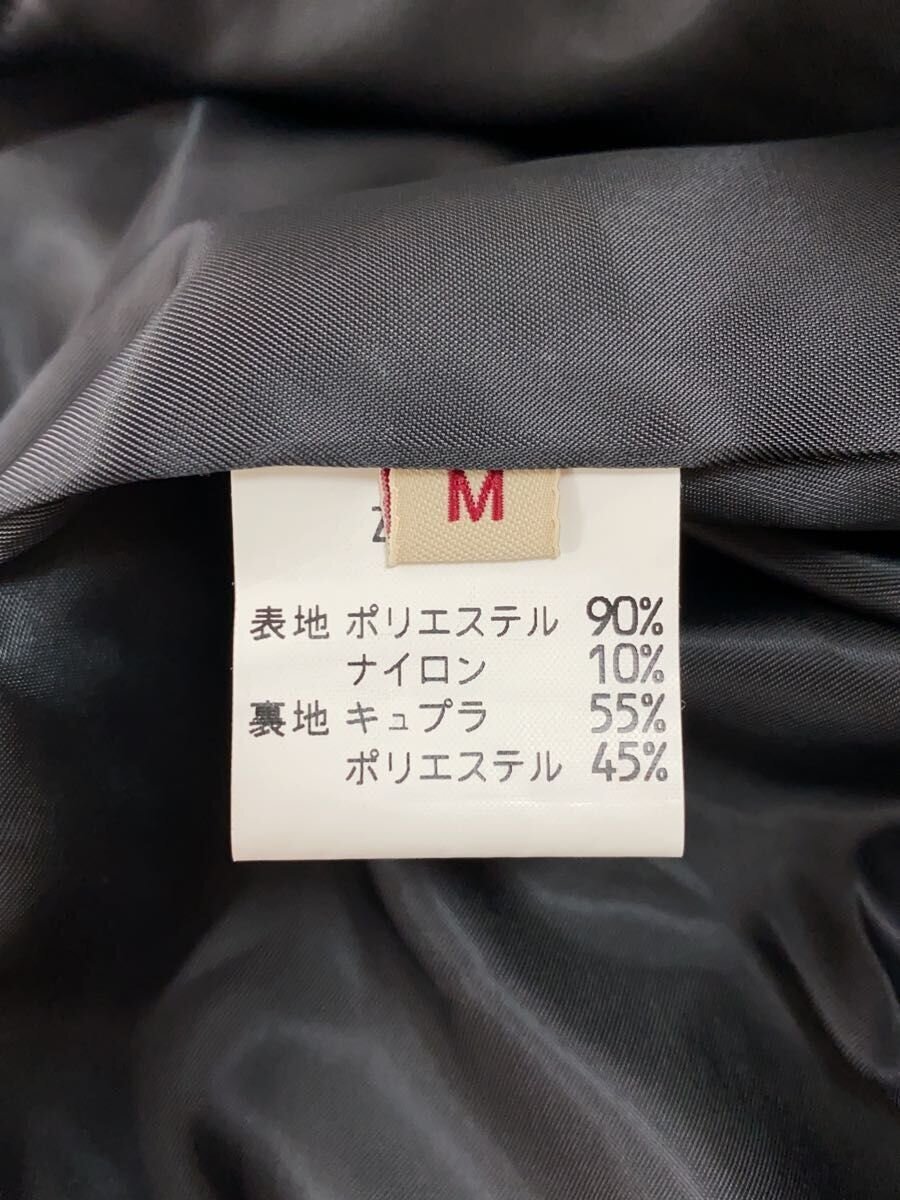 M
表地 ポリエステル 90%
ナイロン 10%
裏地 キュプラ 55%
ポリエステル 45%